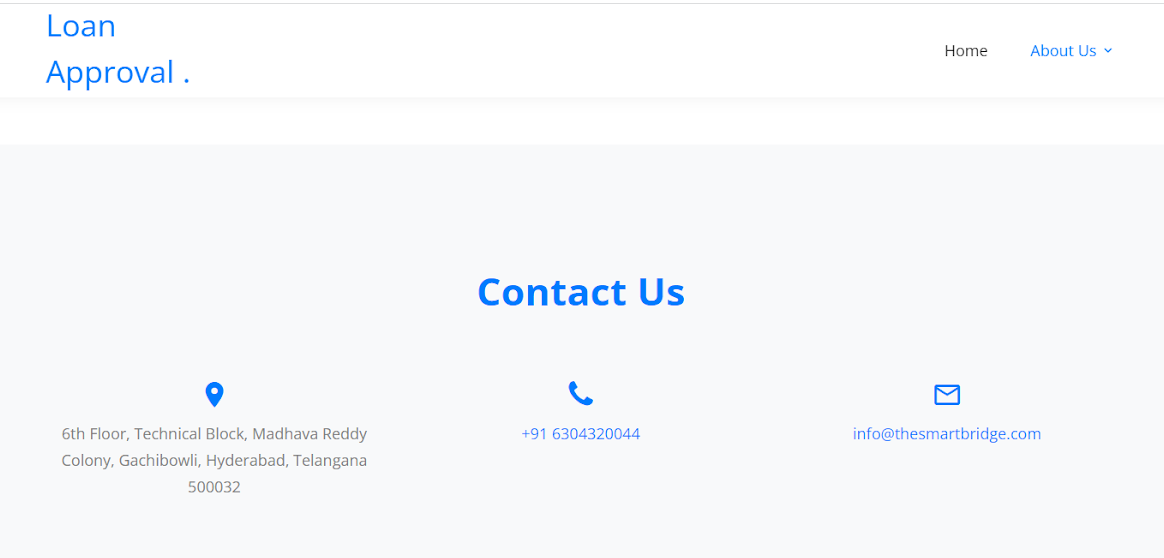 Loan
Approval .
Home
About Us
Contact Us
6th Floor, Technical Block, Madhava Reddy
Colony, Gachibowli, Hyderabad, Telangana
500032
+91 6304320044
info@thesmartbridge.com